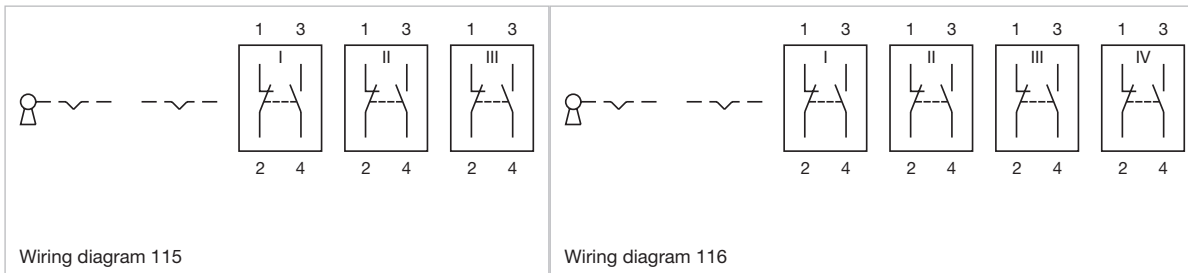 1 3 1 3 1 3
I II III
2 4 2 4 2 4
Wiring diagram 115
1 3 1 3 1 3 1 3
I II III IV
2 4 2 4 2 4 2 4
Wiring diagram 116